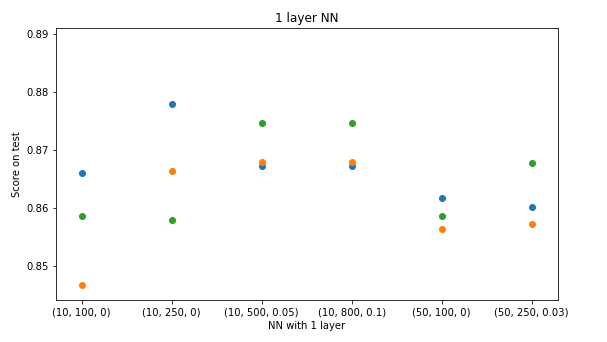 1 layer NN
0.89
0.88
0.87
0.86
0.85
Score on test
(10, 100, 0) (10, 250, 0) (10, 500, 0.05) (10, 800, 0.1) (50, 100, 0) (50, 250, 0.03)
NN with 1 layer